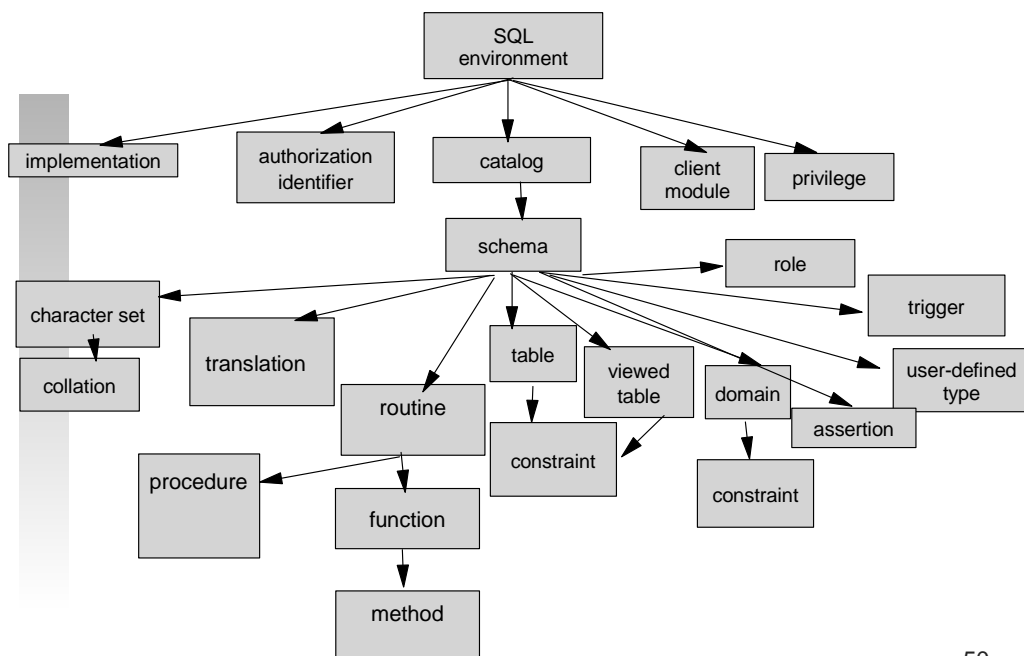 SQL
environment
implementation
authorization
identifier
catalog
client
module
privilege
schema
role
character set
trigger
translation
table
viewed
table
user-defined
type
collation
routine
domain
assertion
constraint
procedure
constraint
function
method